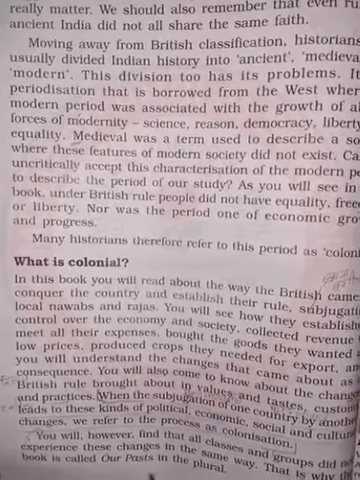 really matter. We should also remember that even ru
ancient India did not all share the same faith.
Moving away from British classification, historians
usually divided Indian history into 'ancient', 'medieva
'modern'. This division too has its problems. It
periodisation that is borrowed from the West wher
modern period was associated with the growth of al
forces of modernity – science, reason, democracy, liberty
equality. Medieval was a term used to describe a so
where these features of modern society did not exist. Ca
uncritically accept this characterisation of the modern pe
to describe the period of our study? As you will see in
book, under British rule people did not have equality, free
or liberty. Nor was the period one of economic gro
and progress.
Many historians therefore refer to this period as 'coloni
What is colonial?
In this book you will read about the way the British came
conquer the country and establish their rule, subjugati
local nawabs and rajas. You will see how they establish
control over the economy and society, collected revenue
meet all their expenses, bought the goods they wanted
low prices, produced crops they needed for export, an
you will understand the changes that came about as
consequence. You will also come to know about the change
British rule brought about in values and tastes, custom
and practices. When the subjugation of one country by anothe
leads to these kinds of political, economic, social and cultura
changes, we refer to the process as colonisation.
You will, however, find that all classes and groups did no
experience these changes in the same way. That is why th
book is called Our Pasts in the plural.